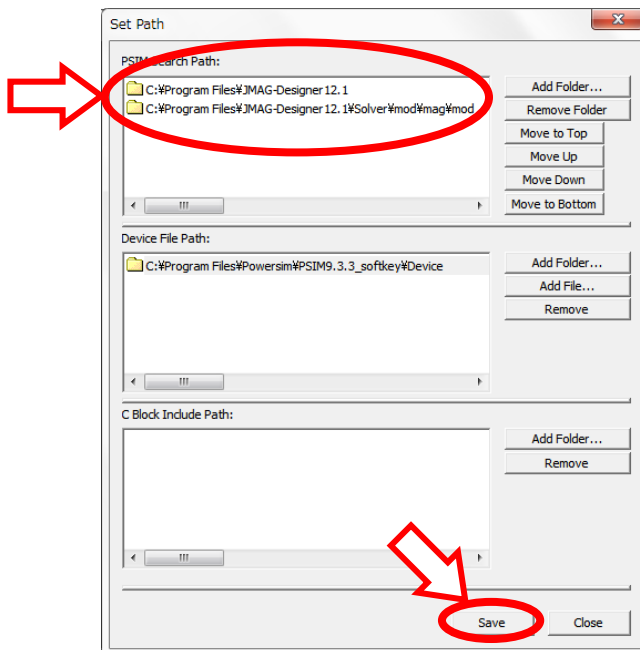 Set Path
PSIM Search Path:
C:¥Program Files¥JMAG-Designer12.1
C:¥Program Files¥JMAG-Designer12.1¥Solver¥mod¥mag¥mod
Add Folder...
Remove Folder
Move to Top
Move Up
Move Down
Move to Bottom
Device File Path:
C:¥Program Files¥Powersim¥PSIM9.3.3_softkey¥Device
Add Folder...
Add File...
Remove
C Block Include Path:
Add Folder...
Remove
Save
Close